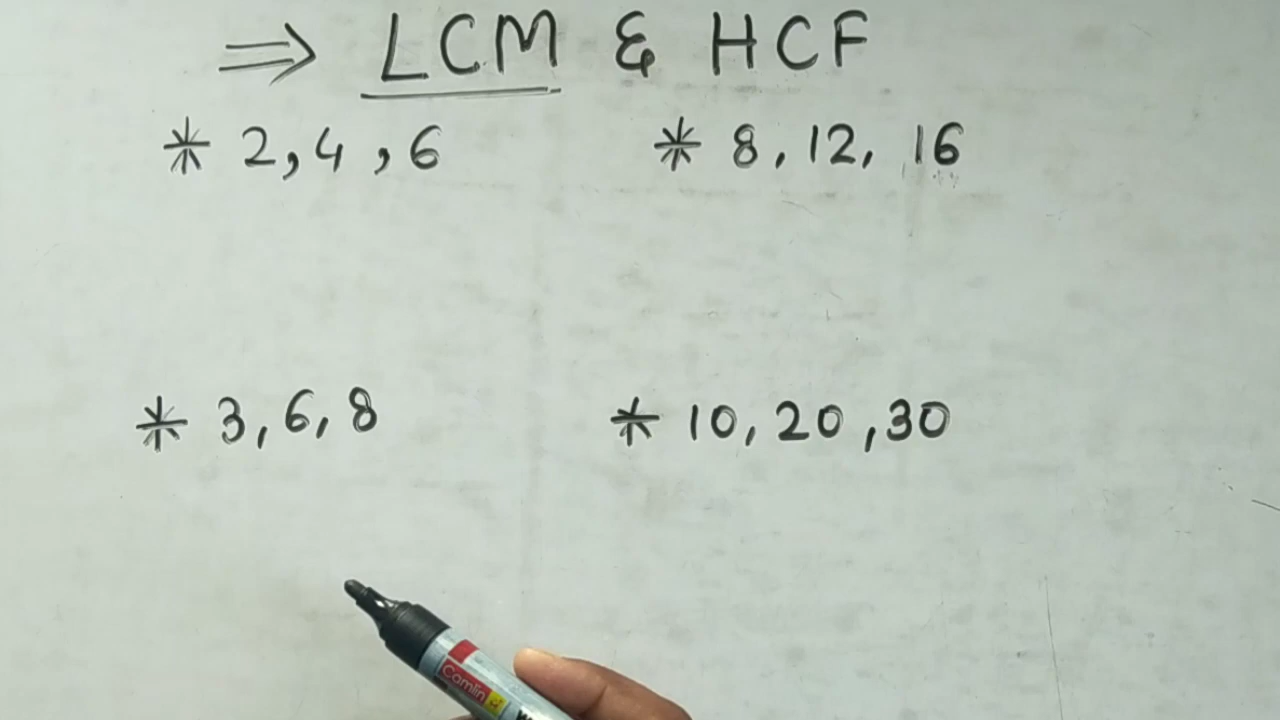 ⇒ LCM & HCF
* 2, 4, 6
* 8, 12, 16
* 3, 6, 8
* 10, 20, 30
Camlin